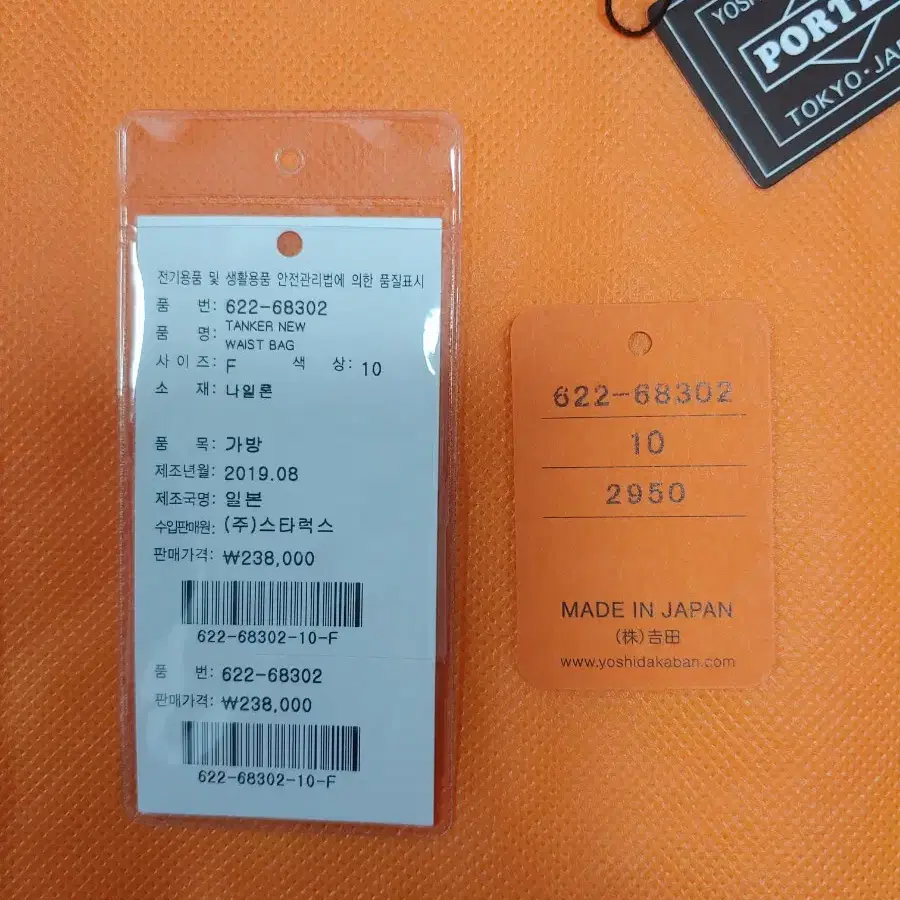 전기용품 및 생활용품 안전관리법에 의한 품질표시
품 번: 622-68302
품 명: TANKER NEW
WAIST BAG
사 이 즈: F 색 상: 10
소 재: 나일론
품 목: 가방
제조년월: 2019.08
제조국명: 일본
수입판매원: (주)스타럭스
판매가격: ₩238,000
622-68302-10-F
품 번: 622-68302
판매가격: ₩238,000
622-68302-10-F
622-68302
10
2950
MADE IN JAPAN
(株)吉田
www.yoshidakaban.com
TOKYO・